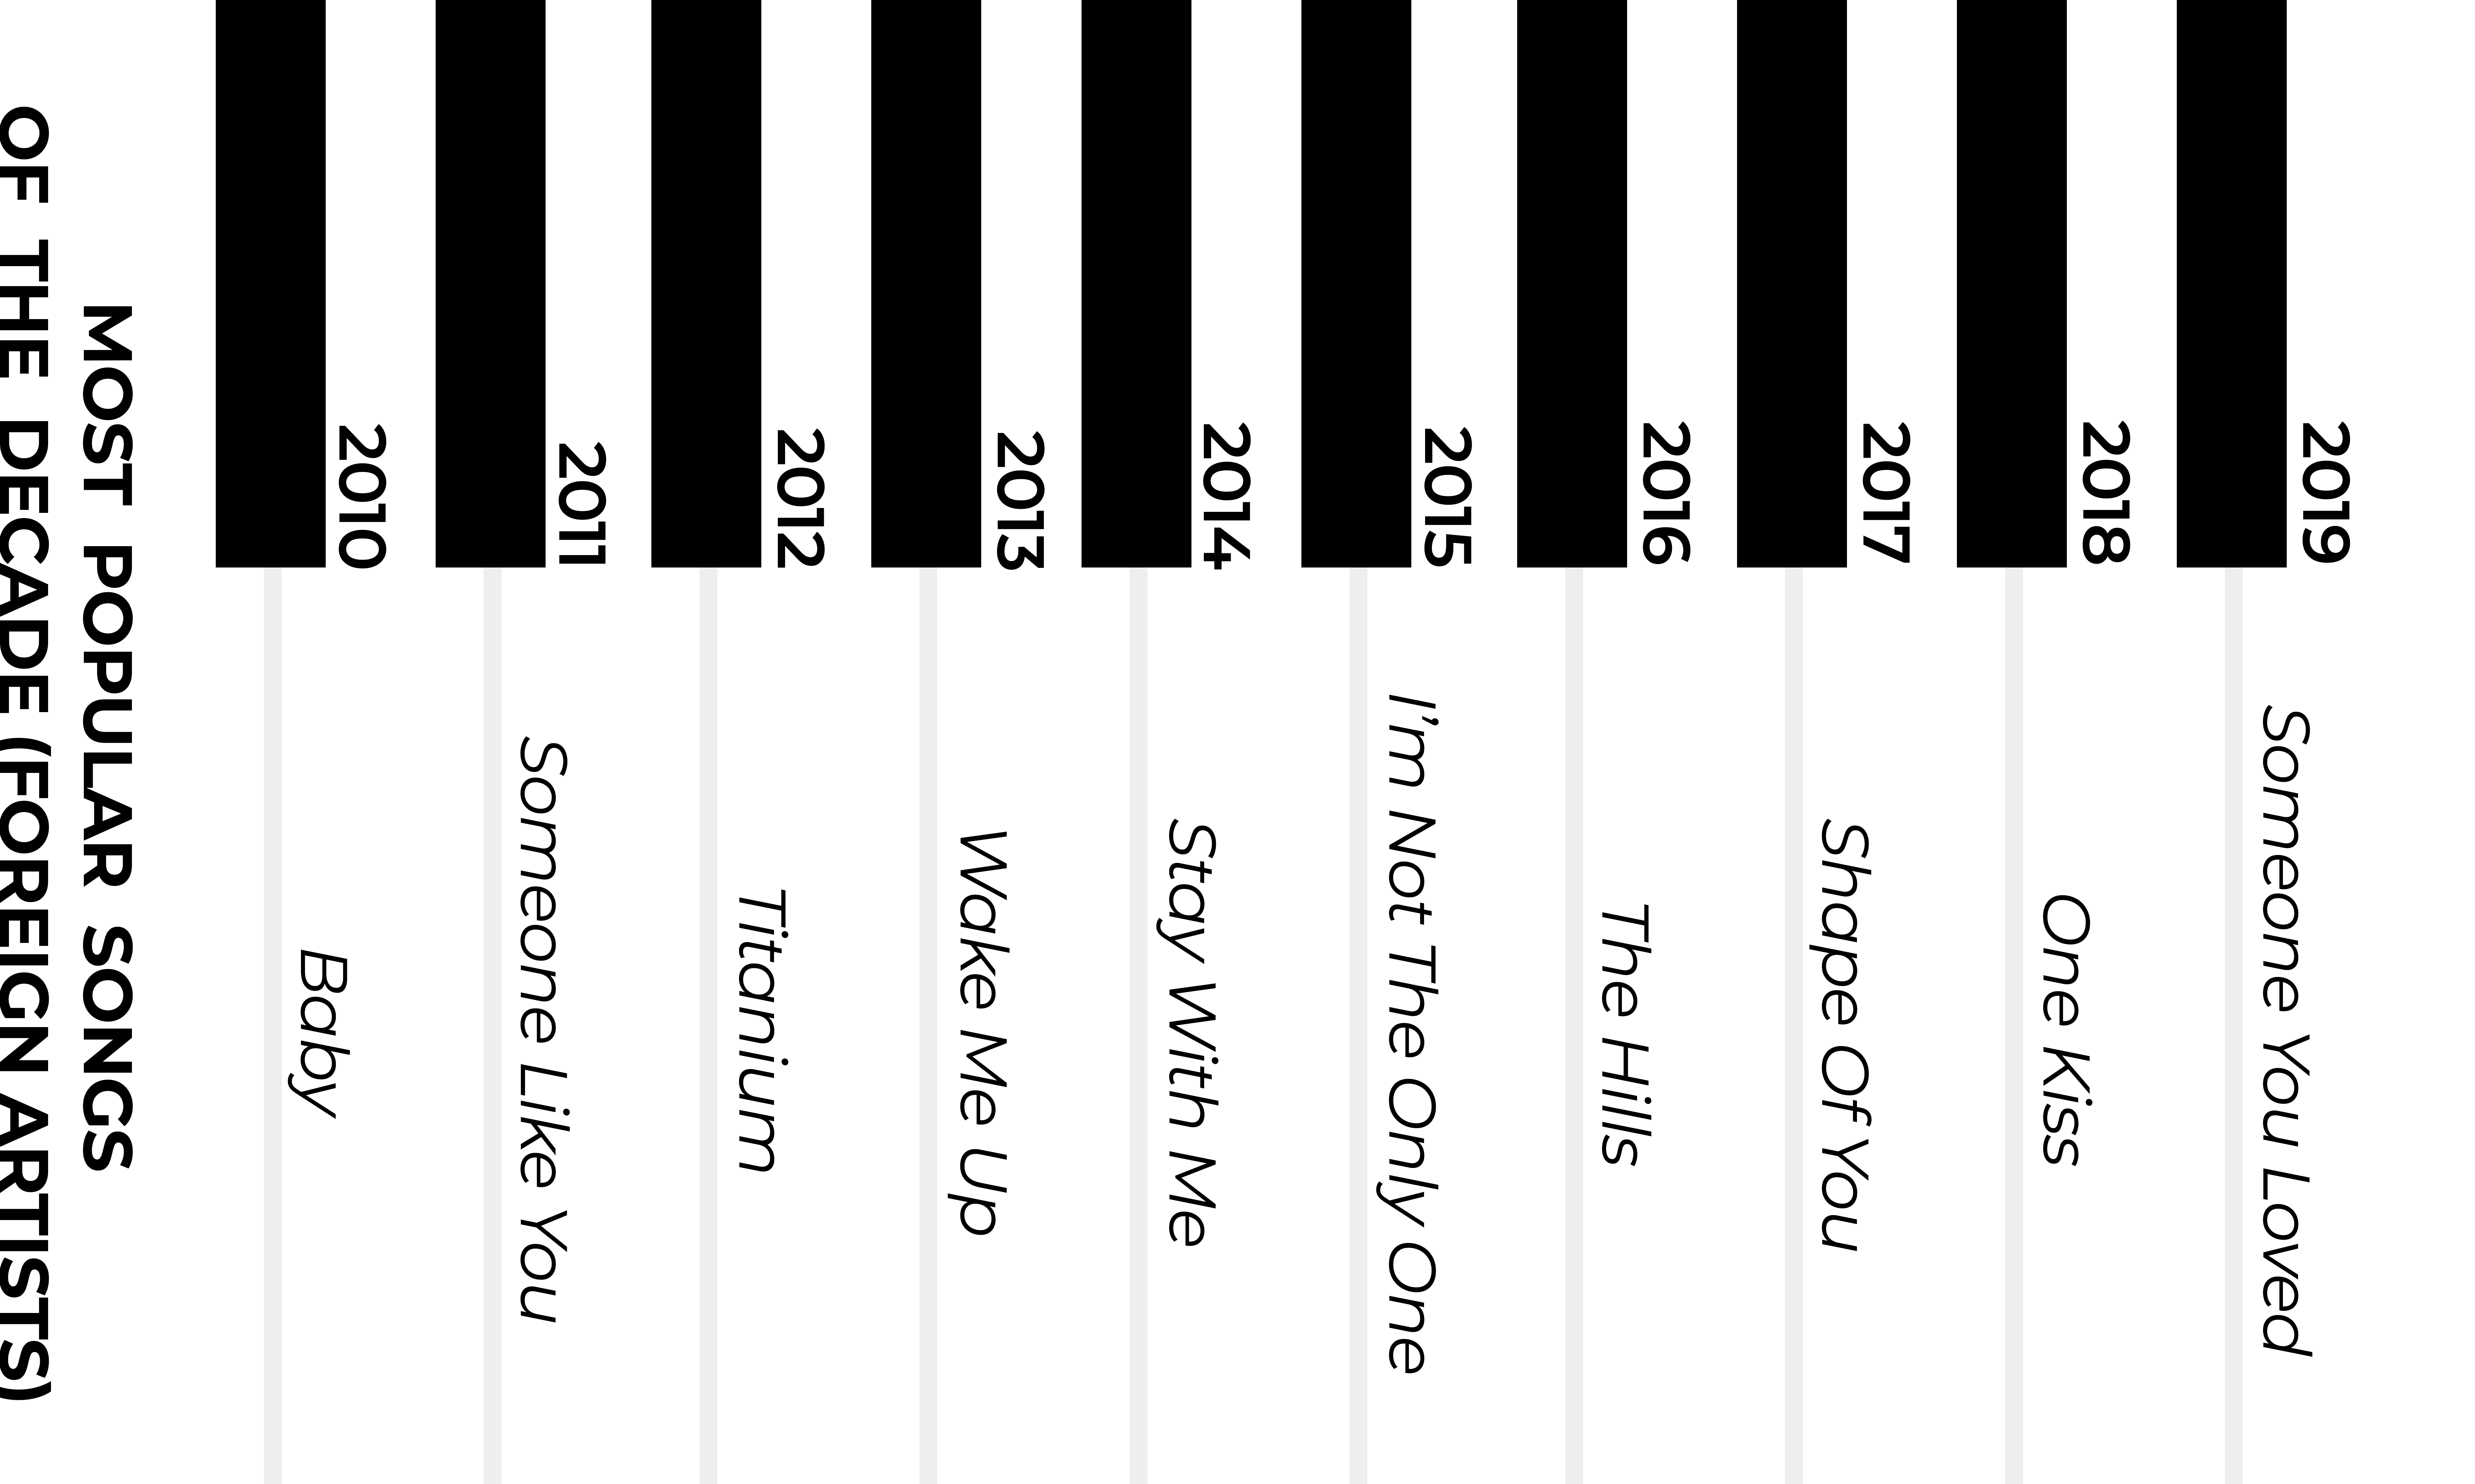 2019
Someone You Loved
2018
One Kiss
2017
Shape Of You
2016
The Hills
2015
I'm Not The Only One
2014
Stay With Me
2013
Wake Me Up
2012
Titanium
2011
Someone Like You
2010
Baby
MOST POPULAR SONGS
OF THE DECADE (FOREIGN ARTISTS)